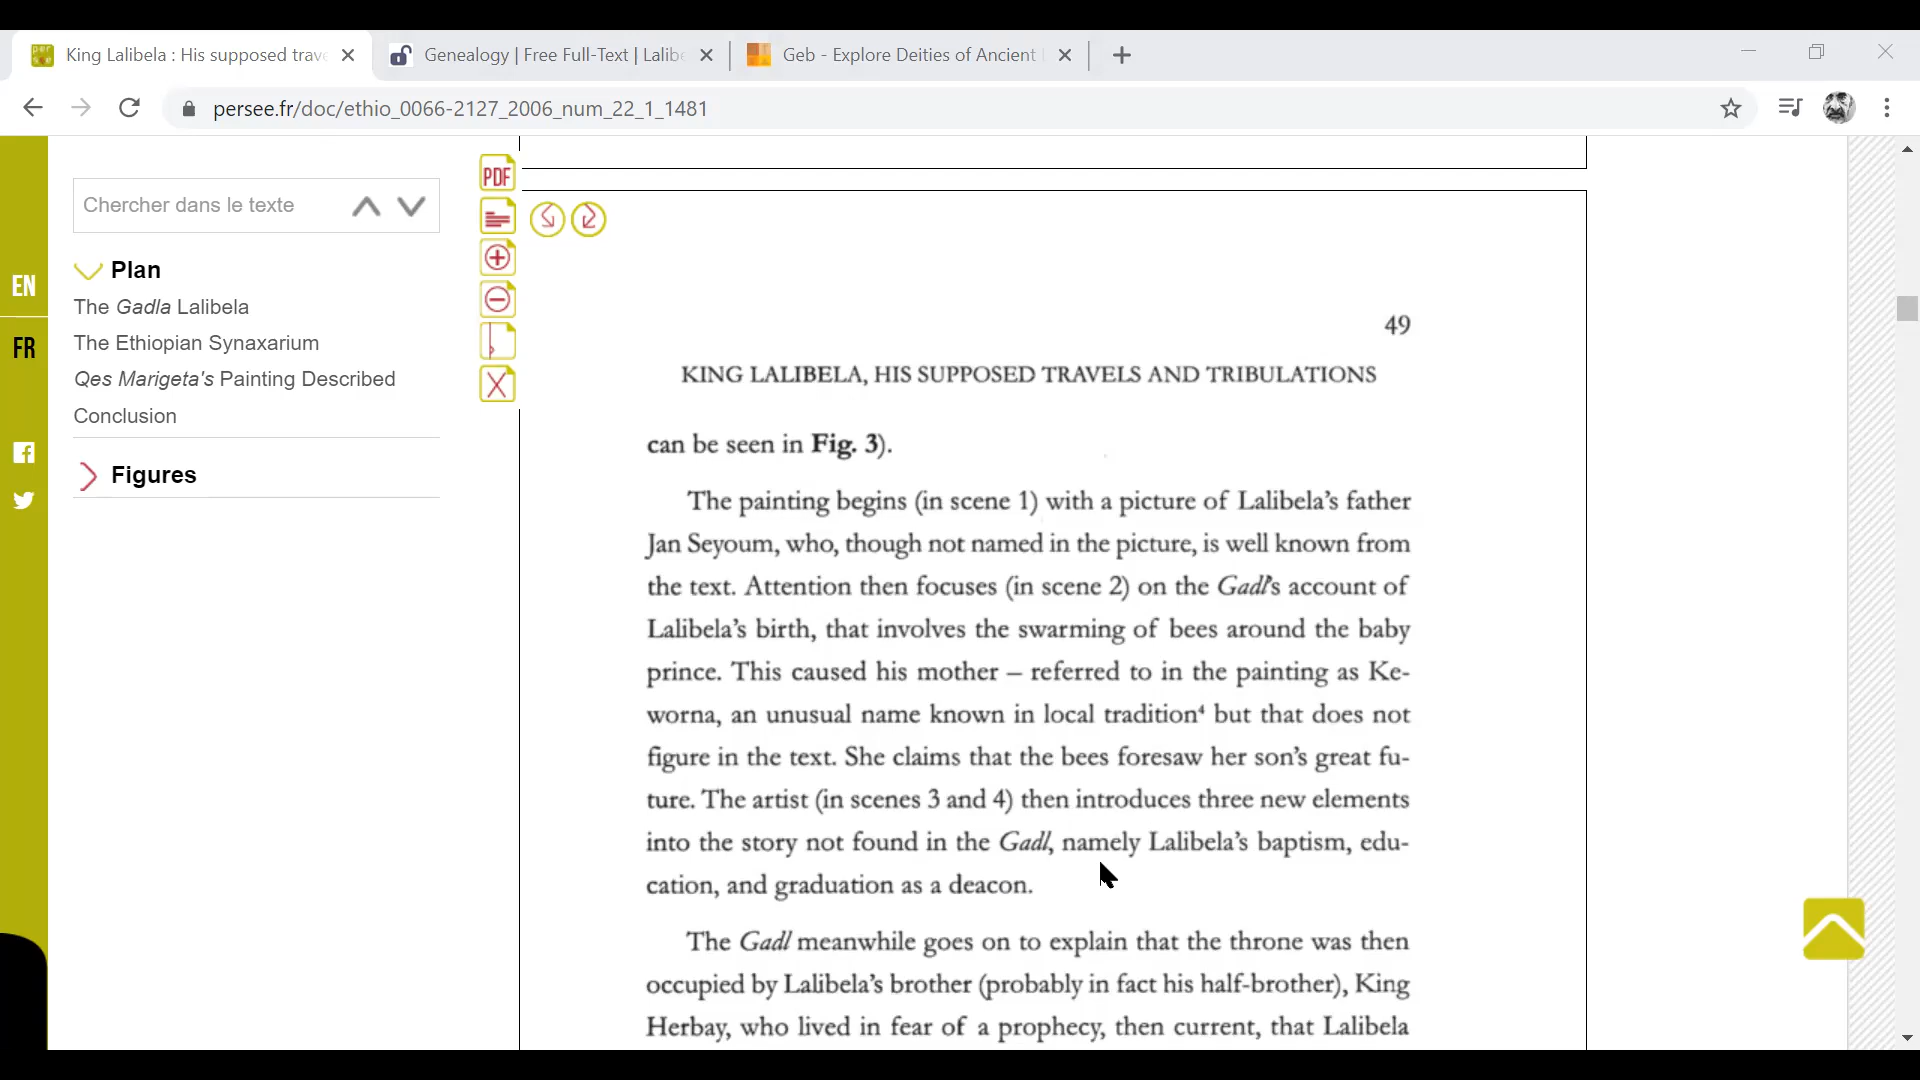 King Lalibela : His supposed trave
Genealogy | Free Full-Text | Lalibe
Geb - Explore Deities of Ancient
persee.fr/doc/ethio_0066-2127_2006_num_22_1_1481
EN
FR
Chercher dans le texte
Plan
The Gadla Lalibela
The Ethiopian Synaxarium
Qes Marigeta's Painting Described
Conclusion
Figures
PDF
49
KING LALIBELA, HIS SUPPOSED TRAVELS AND TRIBULATIONS
can be seen in Fig. 3).
The painting begins (in scene 1) with a picture of Lalibela's father
Jan Seyoum, who, though not named in the picture, is well known from
the text. Attention then focuses (in scene 2) on the Gadl's account of
Lalibela's birth, that involves the swarming of bees around the baby
prince. This caused his mother – referred to in the painting as Ke-
worna, an unusual name known in local tradition⁴ but that does not
figure in the text. She claims that the bees foresaw her son's great fu-
ture. The artist (in scenes 3 and 4) then introduces three new elements
into the story not found in the Gadl, namely Lalibela's baptism, edu-
cation, and graduation as a deacon.
The Gadl meanwhile goes on to explain that the throne was then
occupied by Lalibela's brother (probably in fact his half-brother), King
Herbay, who lived in fear of a prophecy, then current, that Lalibela